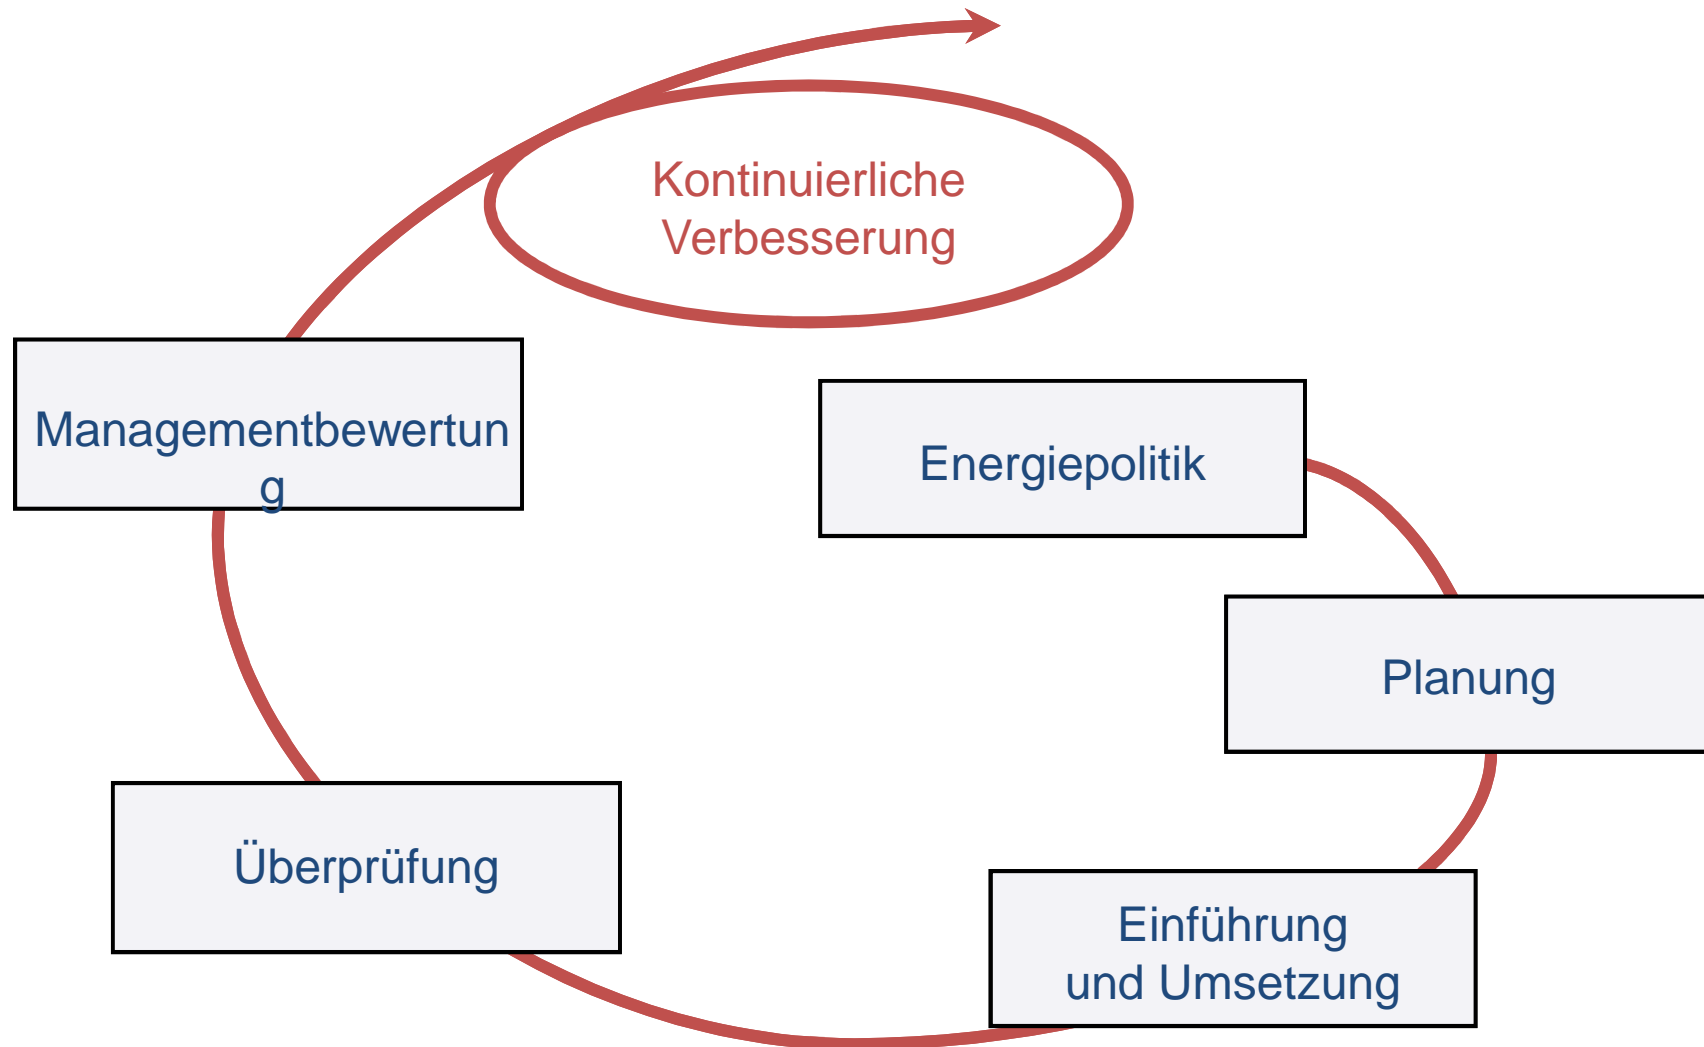 Kontinuierliche
Verbesserung
Managementbewertun
g
Energiepolitik
Planung
Überprüfung
Einführung
und Umsetzung